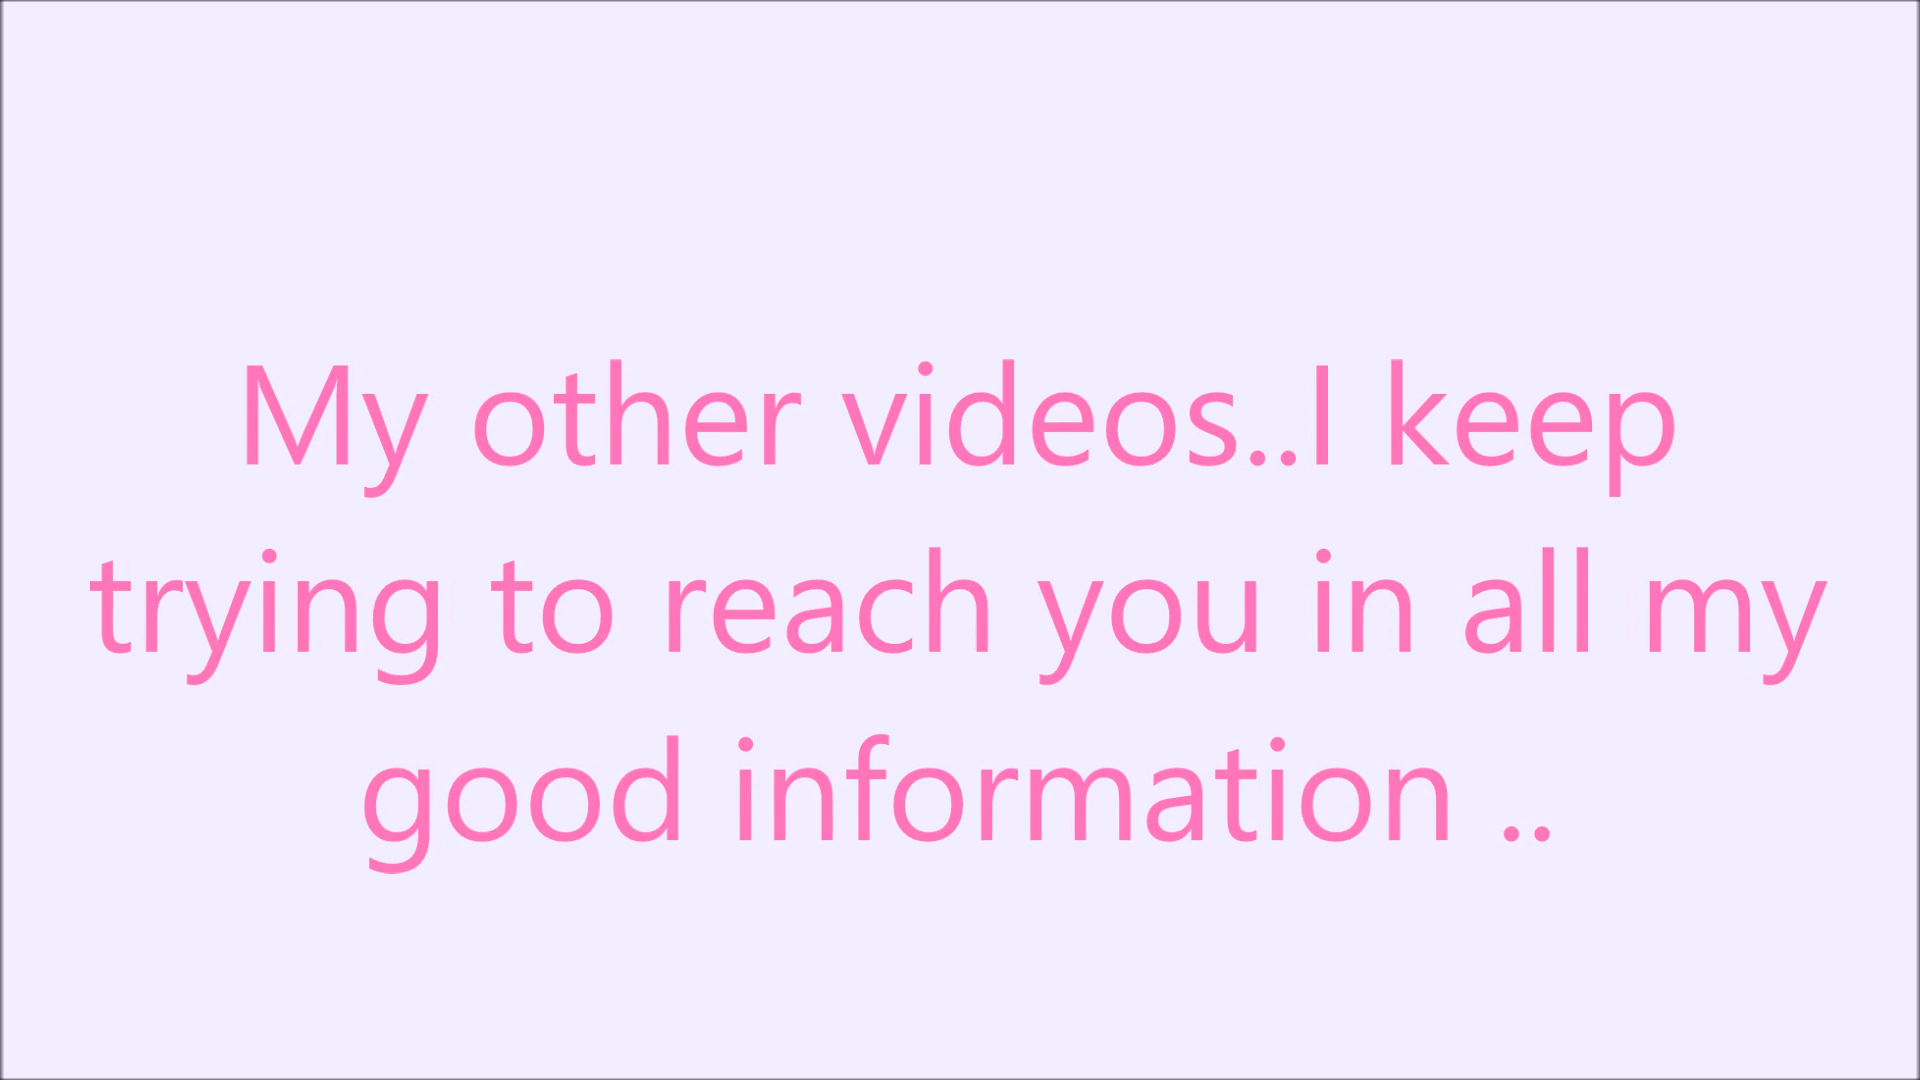 My other videos..I keep
trying to reach you in all my
good information ..